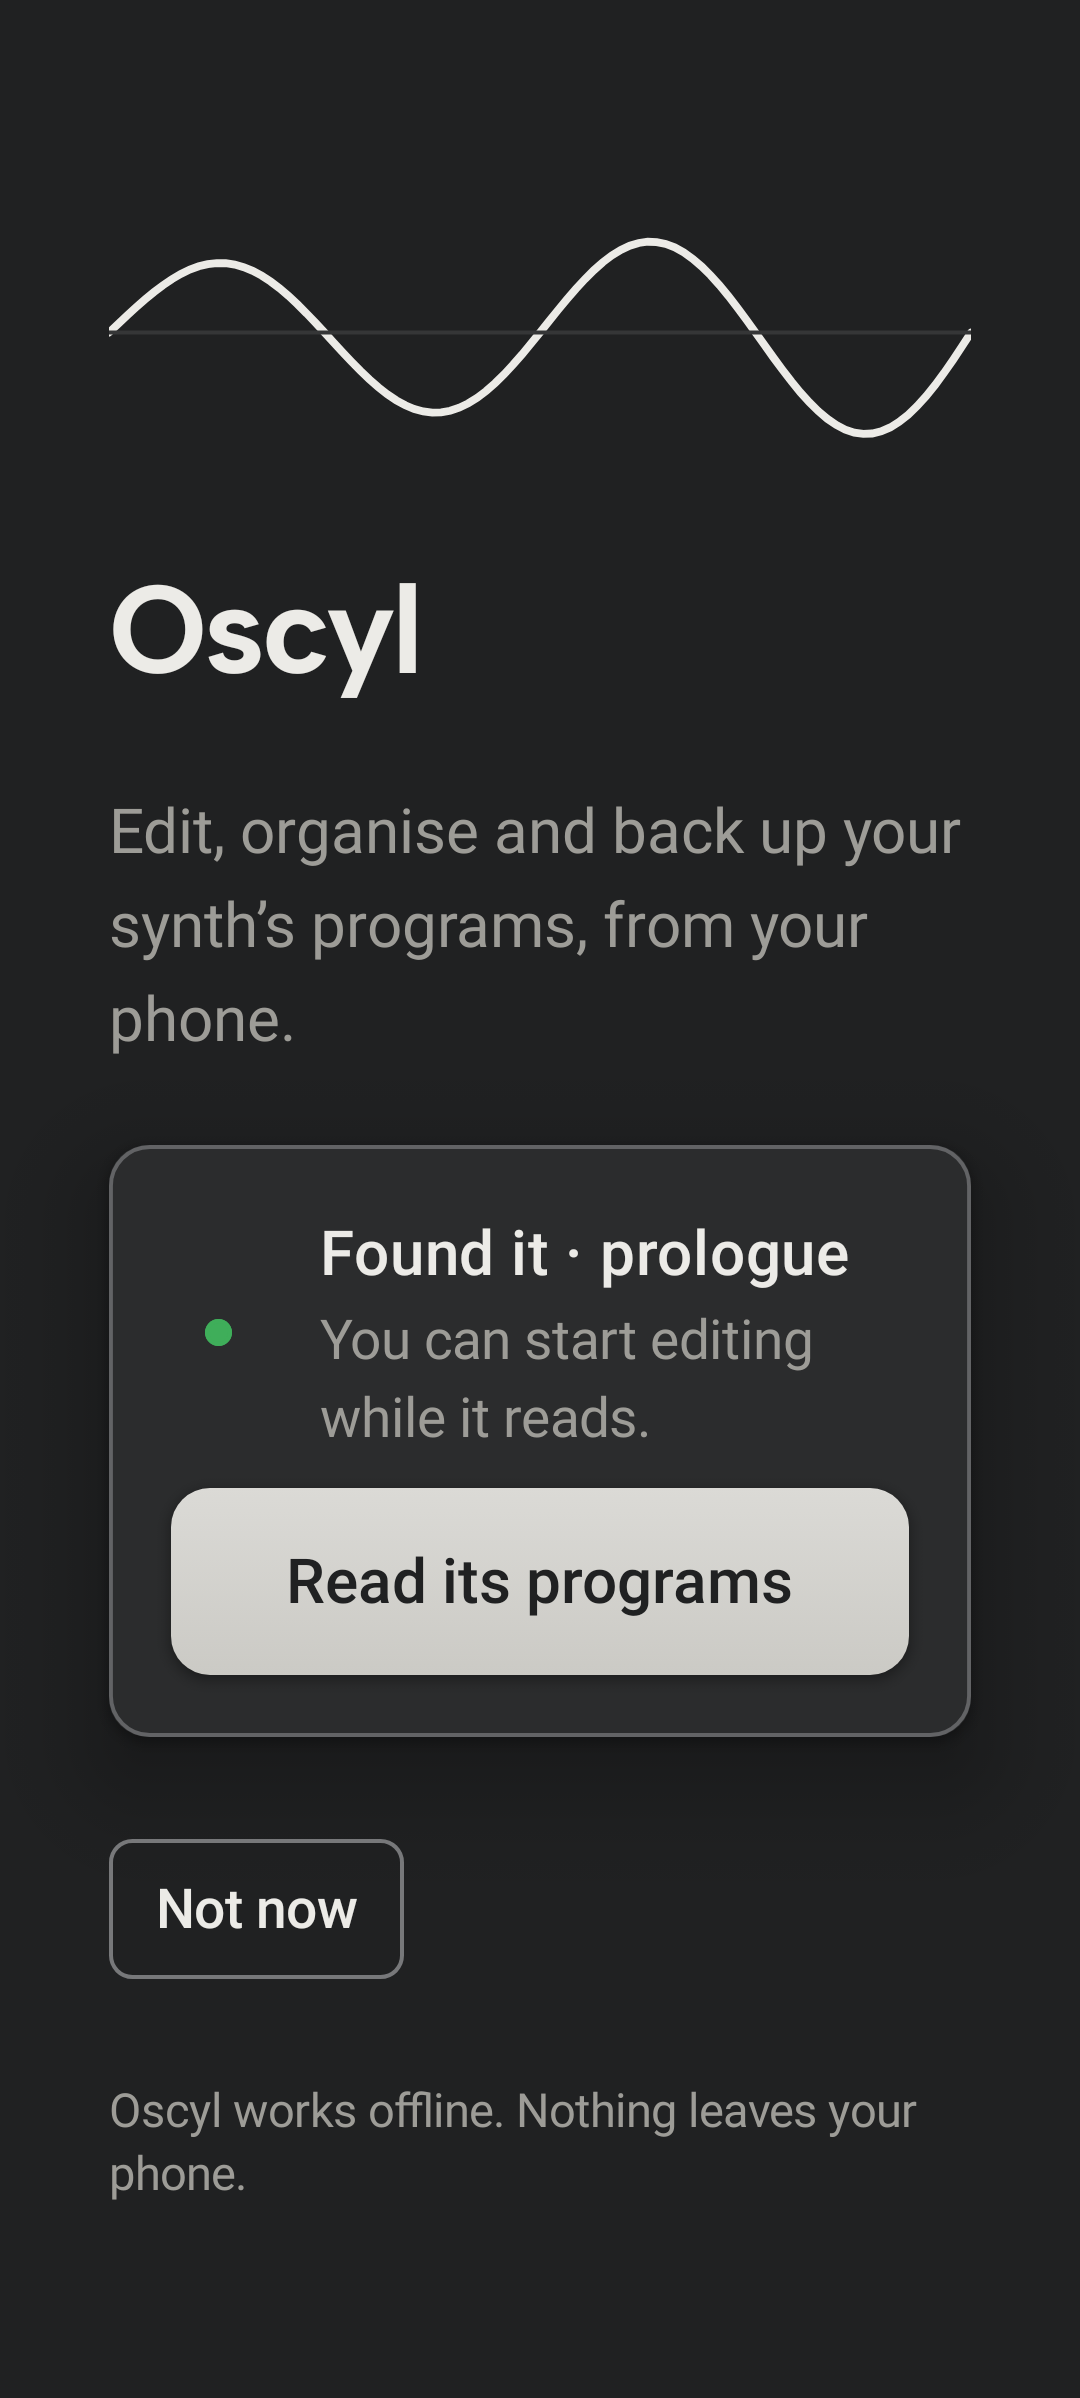 Oscyl
Edit, organise and back up your
synth’s programs, from your
phone.
Found it · prologue
You can start editing
while it reads.
Read its programs
Not now
Oscyl works offline. Nothing leaves your
phone.